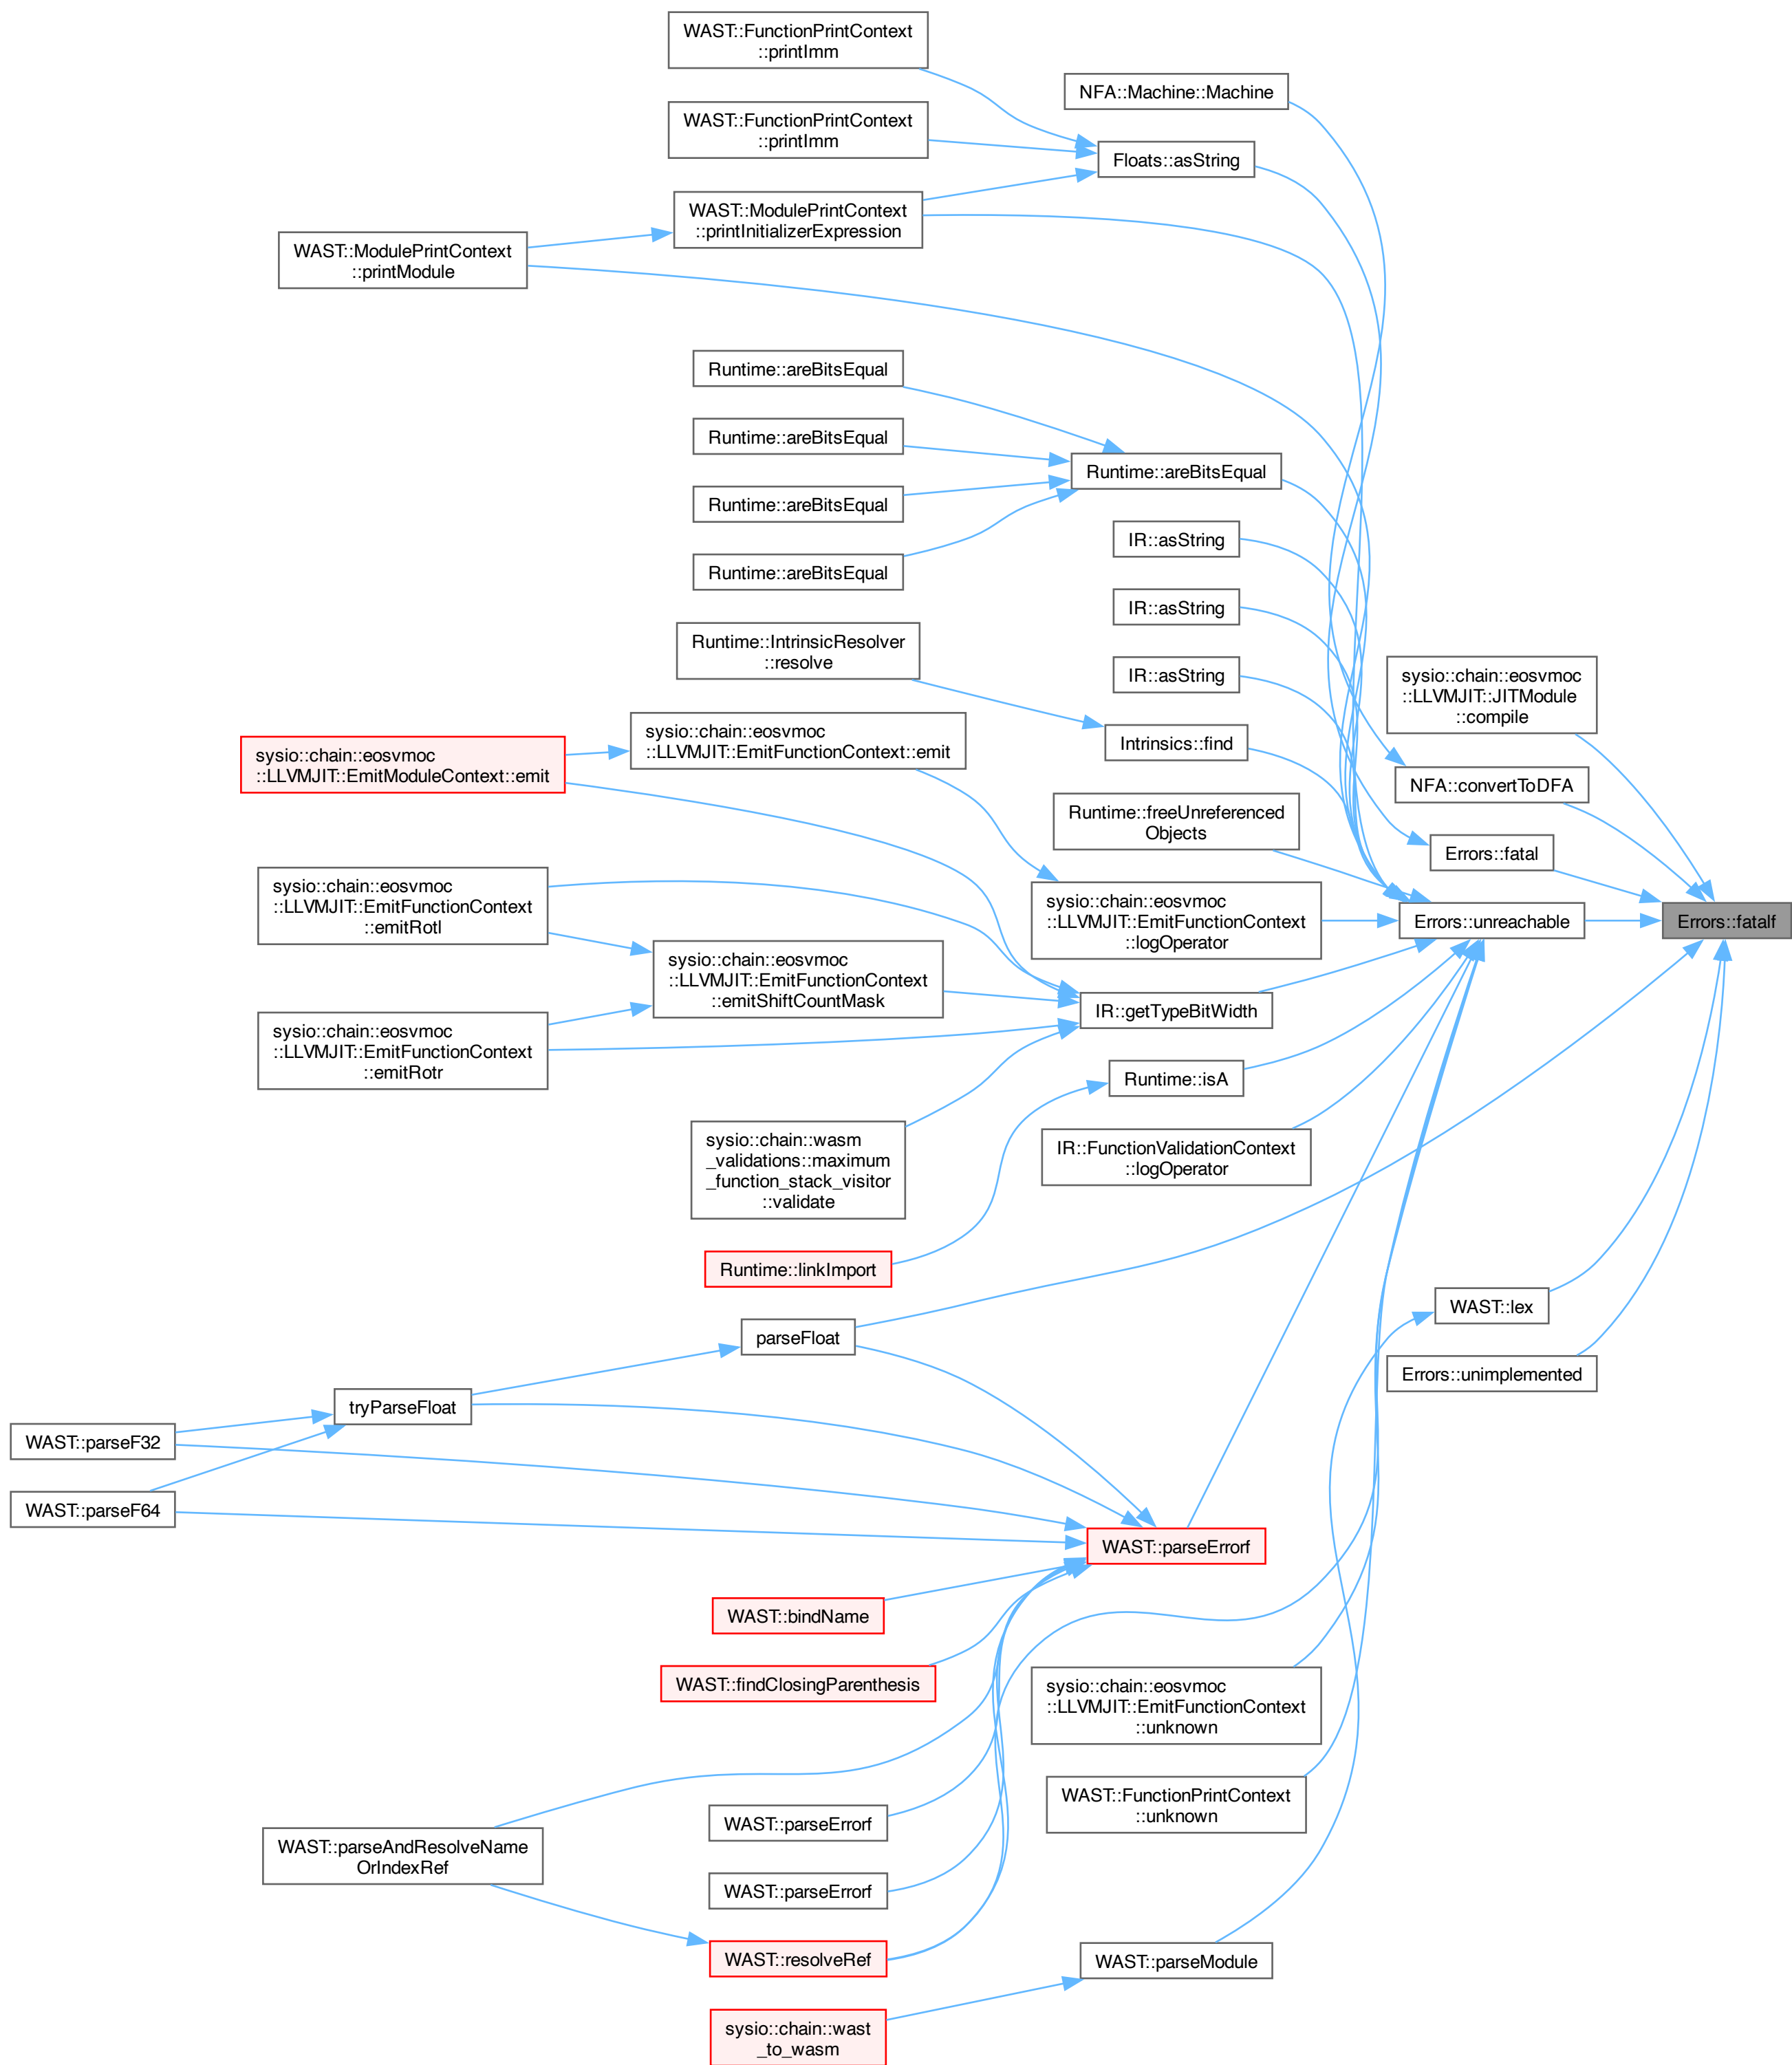 WAST::FunctionPrintContext
::printImm
NFA::Machine::Machine
WAST::FunctionPrintContext
::printImm
Floats::asString
WAST::ModulePrintContext
::printInitializerExpression
WAST::ModulePrintContext
::printModule
Runtime::areBitsEqual
Runtime::areBitsEqual
Runtime::areBitsEqual
Runtime::areBitsEqual
Runtime::areBitsEqual
IR::asString
IR::asString
IR::asString
Runtime::IntrinsicResolver
::resolve
sysio::chain::eosvmoc
::LLVMJIT::JITModule
::compile
Intrinsics::find
sysio::chain::eosvmoc
::LLVMJIT::EmitFunctionContext::emit
sysio::chain::eosvmoc
::LLVMJIT::EmitModuleContext::emit
NFA::convertToDFA
Runtime::freeUnreferenced
Objects
Errors::fatal
sysio::chain::eosvmoc
::LLVMJIT::EmitFunctionContext
::emitRotl
sysio::chain::eosvmoc
::LLVMJIT::EmitFunctionContext
::logOperator
Errors::unreachable
Errors::fatalf
sysio::chain::eosvmoc
::LLVMJIT::EmitFunctionContext
::emitShiftCountMask
IR::getTypeBitWidth
sysio::chain::eosvmoc
::LLVMJIT::EmitFunctionContext
::emitRotr
Runtime::isA
sysio::chain::wasm
_validations::maximum
_function_stack_visitor
::validate
IR::FunctionValidationContext
::logOperator
Runtime::linkImport
WAST::lex
parseFloat
Errors::unimplemented
tryParseFloat
WAST::parseF32
WAST::parseF64
WAST::parseErrorf
WAST::bindName
WAST::findClosingParenthesis
sysio::chain::eosvmoc
::LLVMJIT::EmitFunctionContext
::unknown
WAST::FunctionPrintContext
::unknown
WAST::parseErrorf
WAST::parseAndResolveName
OrIndexRef
WAST::parseErrorf
WAST::resolveRef
WAST::parseModule
sysio::chain::wast
_to_wasm